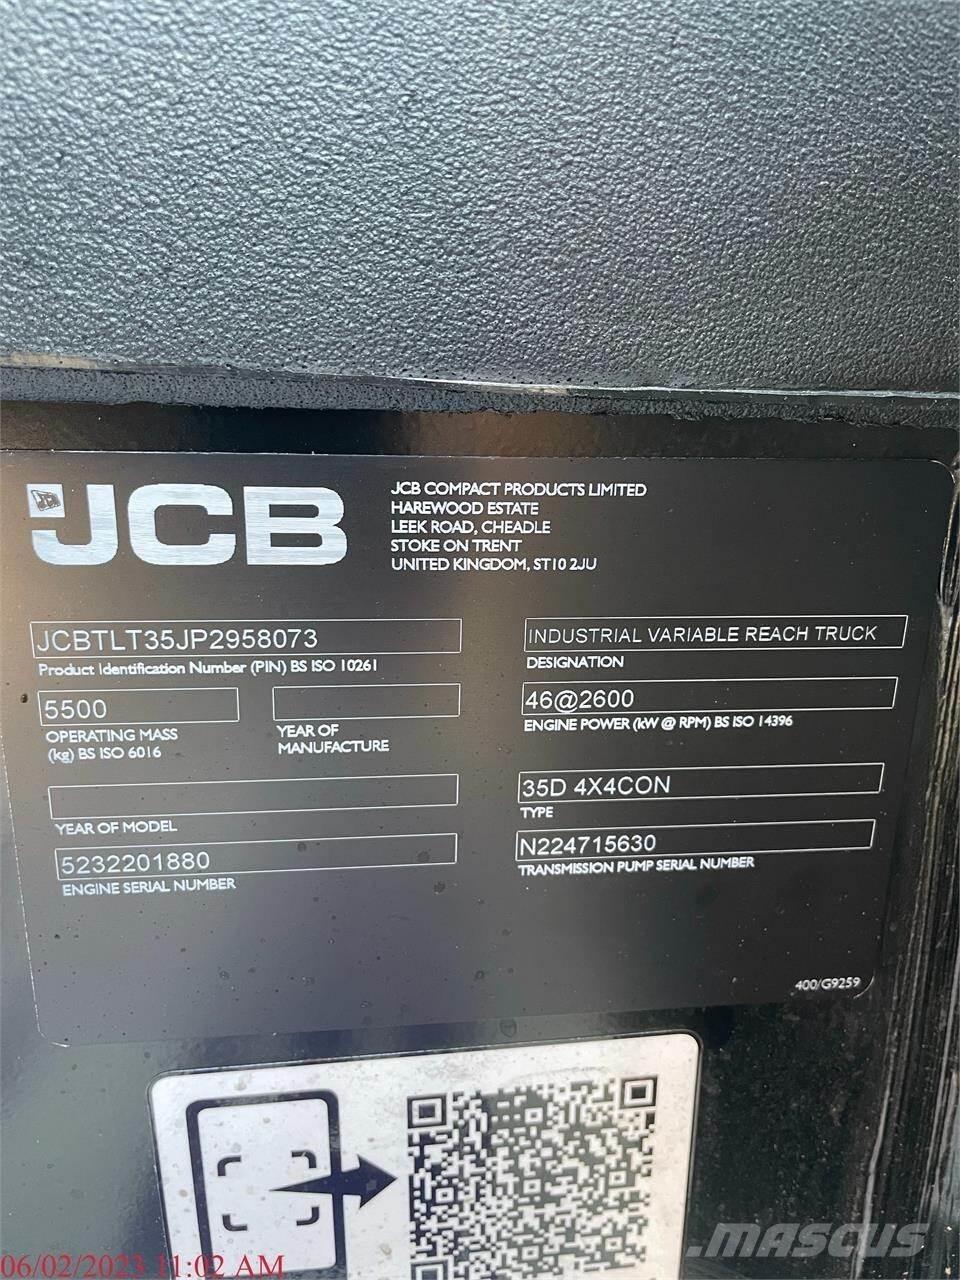 JCB
JCB COMPACT PRODUCTS LIMITED
HAREWOOD ESTATE
LEEK ROAD, CHEADLE
STOKE ON TRENT
UNITED KINGDOM, ST10 2JU
JCBTLT35JP2958073
Product Identification Number (PIN) BS ISO 10261
INDUSTRIAL VARIABLE REACH TRUCK
DESIGNATION
5500
OPERATING MASS
(kg) BS ISO 6016
YEAR OF
MANUFACTURE
46@2600
ENGINE POWER (kW @ RPM) BS ISO 14396
YEAR OF MODEL
35D 4X4CON
TYPE
5232201880
ENGINE SERIAL NUMBER
N224715630
TRANSMISSION PUMP SERIAL NUMBER
400/G9259
06/02/2023 11:02 AM
MASCUS